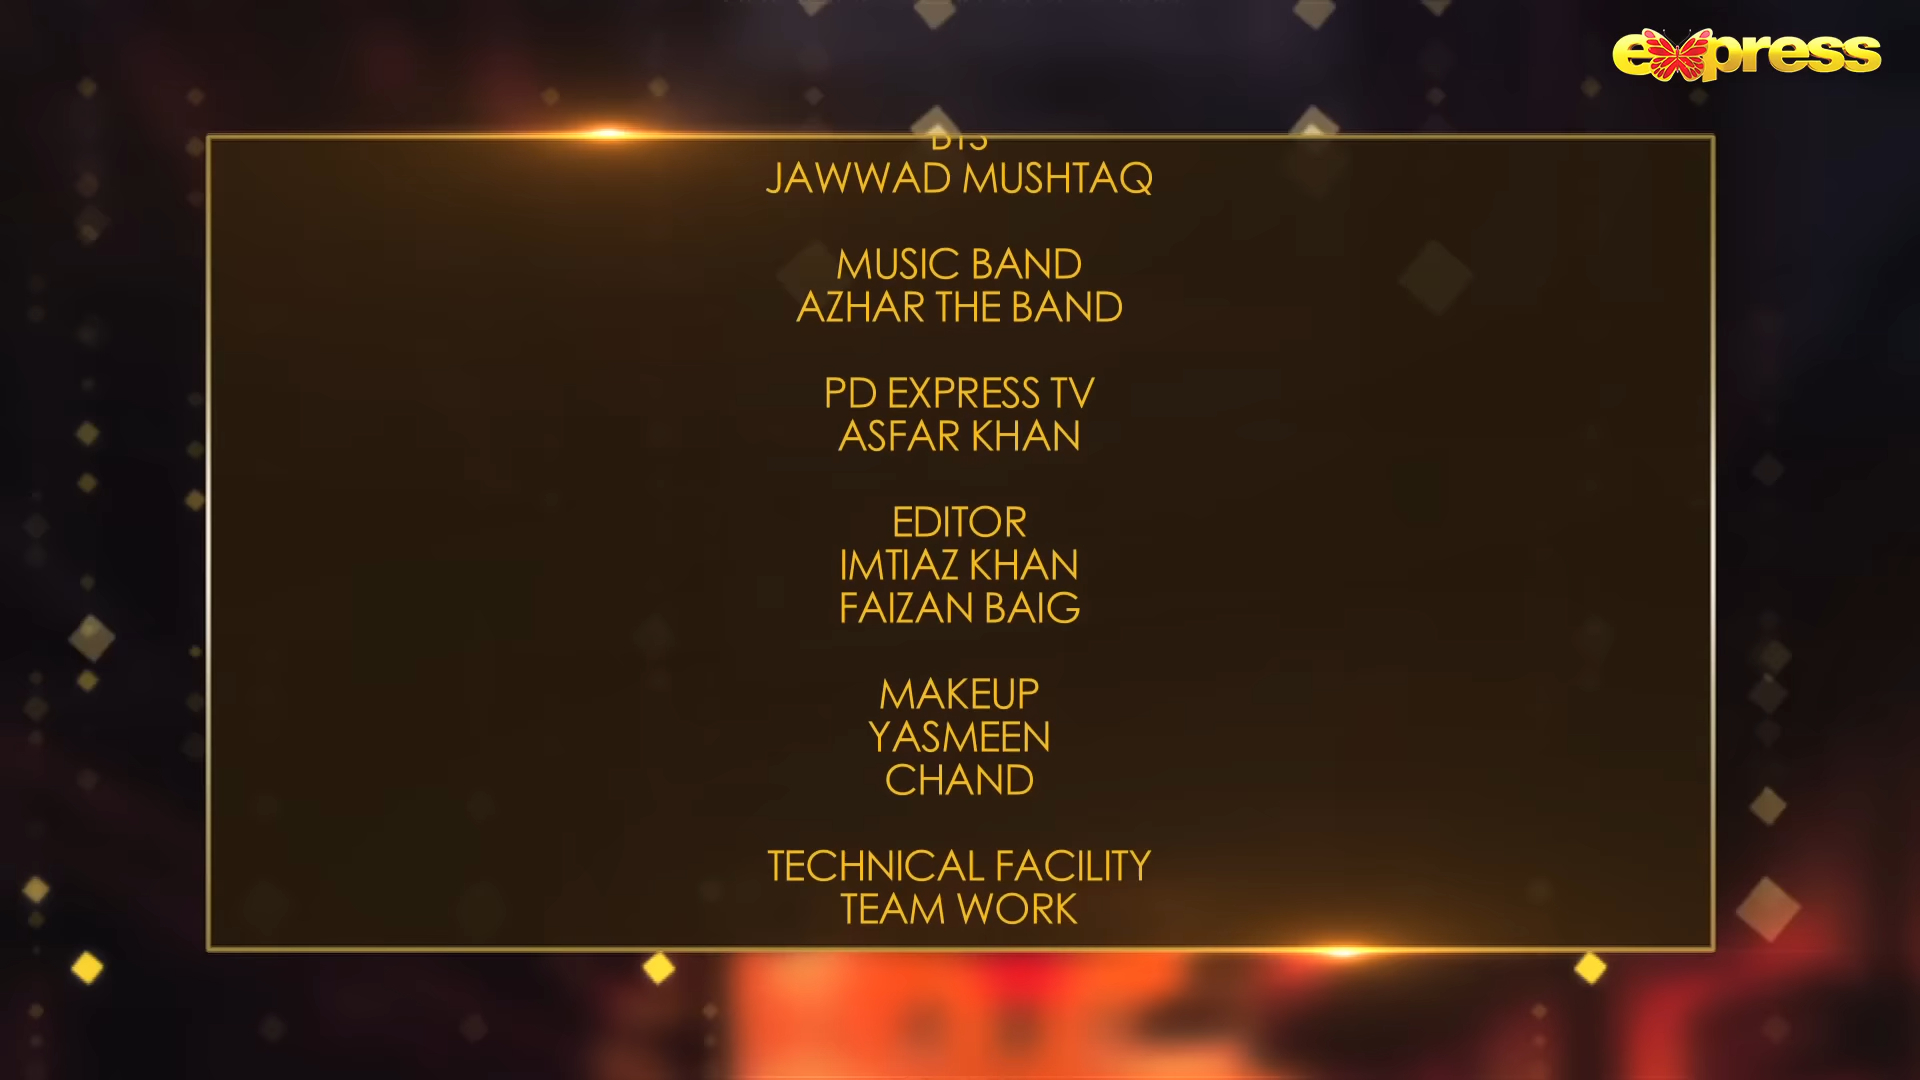 express
BTS
JAWWAD MUSHTAQ
MUSIC BAND
AZHAR THE BAND
PD EXPRESS TV
ASFAR KHAN
EDITOR
IMTIAZ KHAN
FAIZAN BAIG
MAKEUP
YASMEEN
CHAND
TECHNICAL FACILITY
TEAM WORK